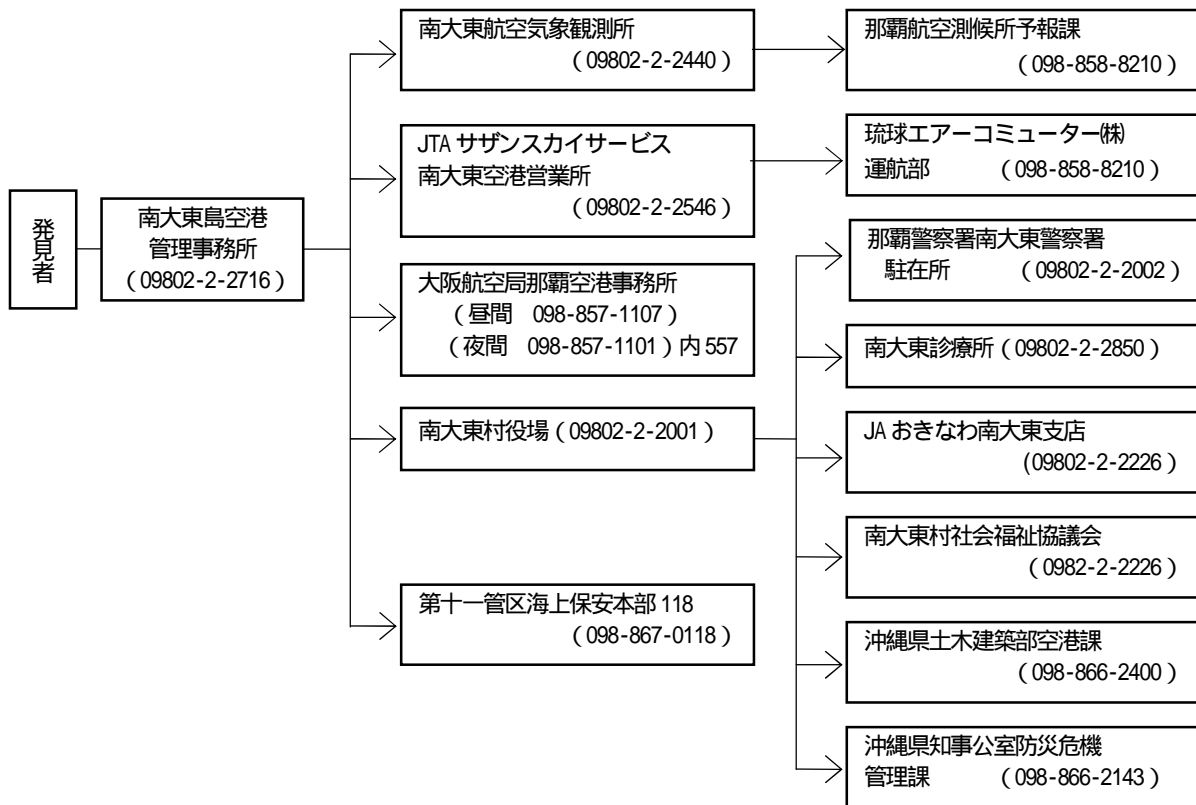 発見者
南大東島空港
管理事務所
(09802-2-2716)
南大東航空気象観測所
(09802-2-2440)
JTA サザンスカイサービス
南大東空港営業所
(09802-2-2546)
大阪航空局那覇空港事務所
(昼間 098-857-1107)
(夜間 098-857-1101)内 557
南大東村役場(09802-2-2001)
第十一管区海上保安本部 118
(098-867-0118)
那覇航空測候所予報課
(098-858-8210)
琉球エアーコミューター㈱
運航部 (098-858-8210)
那覇警察署南大東警察署
駐在所 (09802-2-2002)
南大東診療所(09802-2-2850)
JA おきなわ南大東支店
(09802-2-2226)
南大東村社会福祉協議会
(0982-2-2226)
沖縄県土木建築部空港課
(098-866-2400)
沖縄県知事公室防災危機
管理課 (098-866-2143)